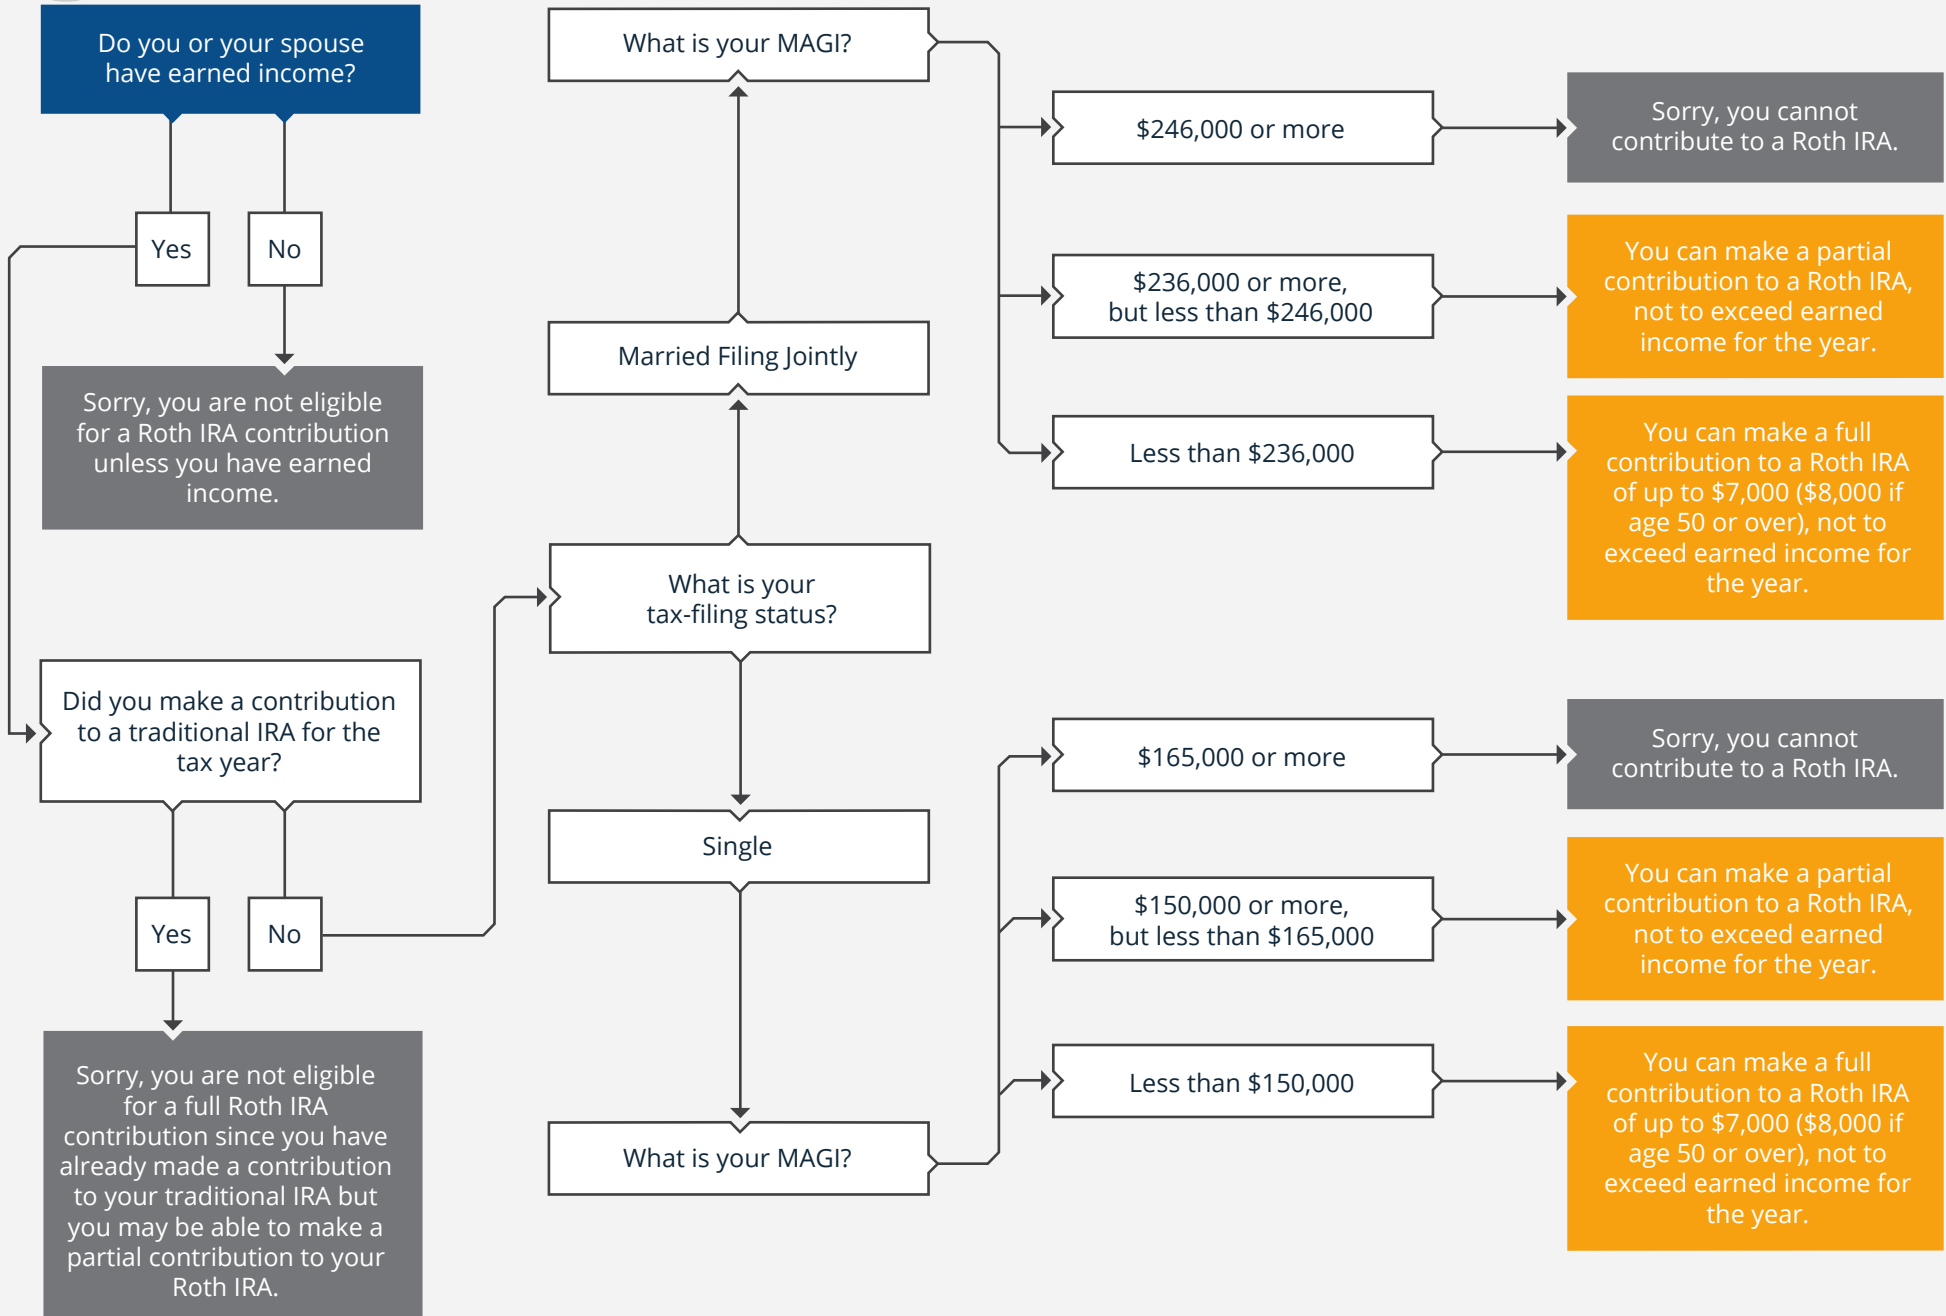 Do you or your spouse
have earned income?
Yes
No
Sorry, you are not eligible
for a Roth IRA contribution
unless you have earned
income.
Did you make a contribution
to a traditional IRA for the
tax year?
Yes
No
Sorry, you are not eligible
for a full Roth IRA
contribution since you have
already made a contribution
to your traditional IRA but
you may be able to make a
partial contribution to your
Roth IRA.
What is your MAGI?
Married Filing Jointly
What is your
tax-filing status?
Single
What is your MAGI?
$246,000 or more
$236,000 or more,
but less than $246,000
Less than $236,000
$165,000 or more
$150,000 or more,
but less than $165,000
Less than $150,000
Sorry, you cannot
contribute to a Roth IRA.
You can make a partial
contribution to a Roth IRA,
not to exceed earned
income for the year.
You can make a full
contribution to a Roth IRA
of up to $7,000 ($8,000 if
age 50 or over), not to
exceed earned income for
the year.
Sorry, you cannot
contribute to a Roth IRA.
You can make a partial
contribution to a Roth IRA,
not to exceed earned
income for the year.
You can make a full
contribution to a Roth IRA
of up to $7,000 ($8,000 if
age 50 or over), not to
exceed earned income for
the year.